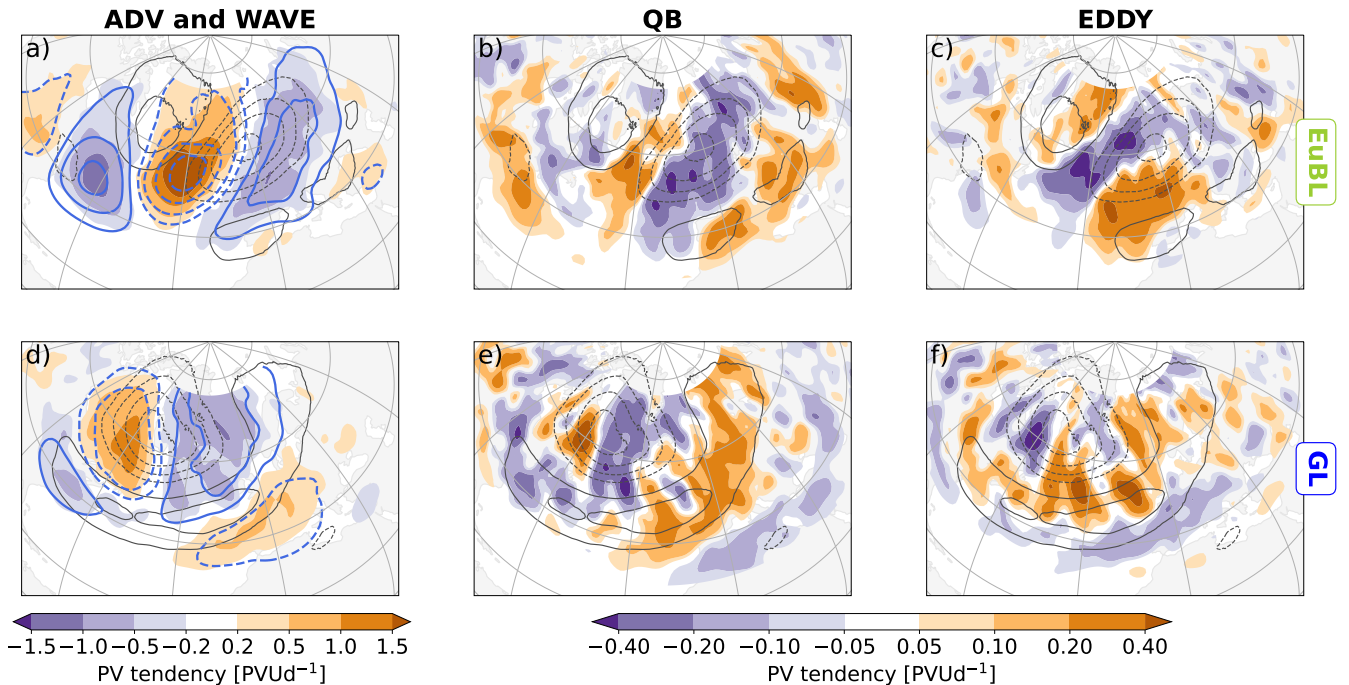 ADV and WAVE QB EDDY
a) b) c)
EuBL
d) e) f)
GL
−1.5 −1.0 −0.5 −0.2 0.2 0.5 1.0 1.5 −0.40 −0.20 −0.10 −0.05 0.05 0.10 0.20 0.40
PV tendency [PVUd⁻¹] PV tendency [PVUd⁻¹]